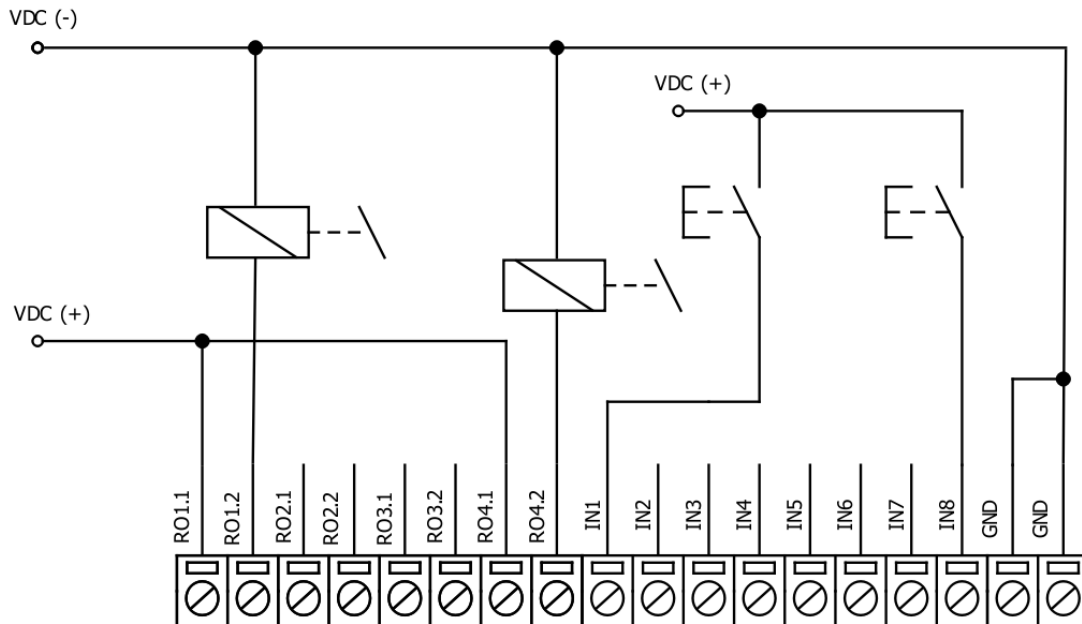 VDC (-)
VDC (+)
VDC (+)
RO1.1
RO1.2
RO2.1
RO2.2
RO3.1
RO3.2
RO4.1
RO4.2
IN1
IN2
IN3
IN4
IN5
IN6
IN7
IN8
GND
GND